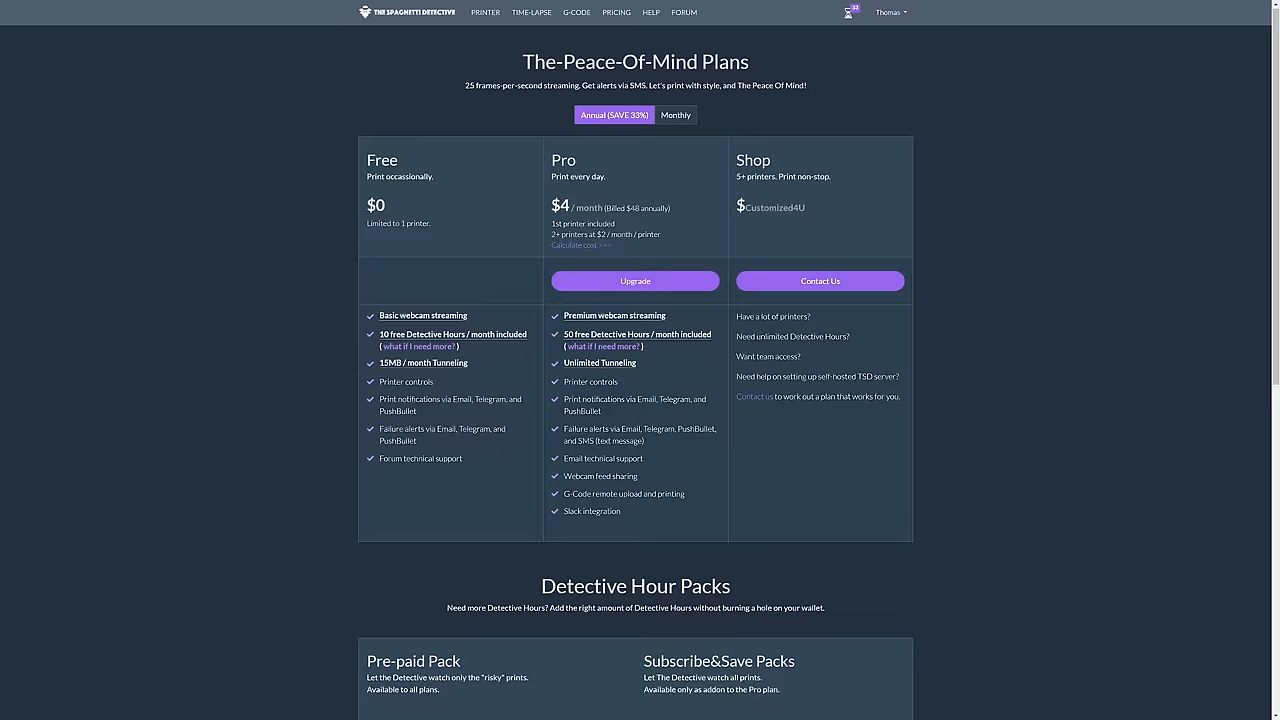 THE SPAGHETTI DETECTIVE PRINTER TIME-LAPSE G-CODE PRICING HELP FORUM 33 Thomas
The-Peace-Of-Mind Plans
25 frames-per-second streaming. Get alerts via SMS. Let's print with style, and The Peace Of Mind!
Annual (SAVE 33%) Monthly
Free
Print occassionally.
$0
Limited to 1 printer.
Pro
Print every day.
$4 / month (Billed $48 annually)
1st printer included
2+ printers at $2 / month / printer
Calculate cost >>>
Shop
5+ printers. Print non-stop.
$Customized4U
Upgrade
Contact Us
Basic webcam streaming
10 free Detective Hours / month included
( what if I need more? )
15MB / month Tunneling
Printer controls
Print notifications via Email, Telegram, and
PushBullet
Failure alerts via Email, Telegram, and
PushBullet
Forum technical support
Premium webcam streaming
50 free Detective Hours / month included
( what if I need more? )
Unlimited Tunneling
Printer controls
Print notifications via Email, Telegram, and
PushBullet
Failure alerts via Email, Telegram, PushBullet,
and SMS (text message)
Email technical support
Webcam feed sharing
G-Code remote upload and printing
Slack integration
Have a lot of printers?
Need unlimited Detective Hours?
Want team access?
Need help on setting up self-hosted TSD server?
Contact us to work out a plan that works for you.
Detective Hour Packs
Need more Detective Hours? Add the right amount of Detective Hours without burning a hole on your wallet.
Pre-paid Pack
Let the Detective watch only the "risky" prints.
Available to all plans.
Subscribe&Save Packs
Let The Detective watch all prints.
Available only as addon to the Pro plan.